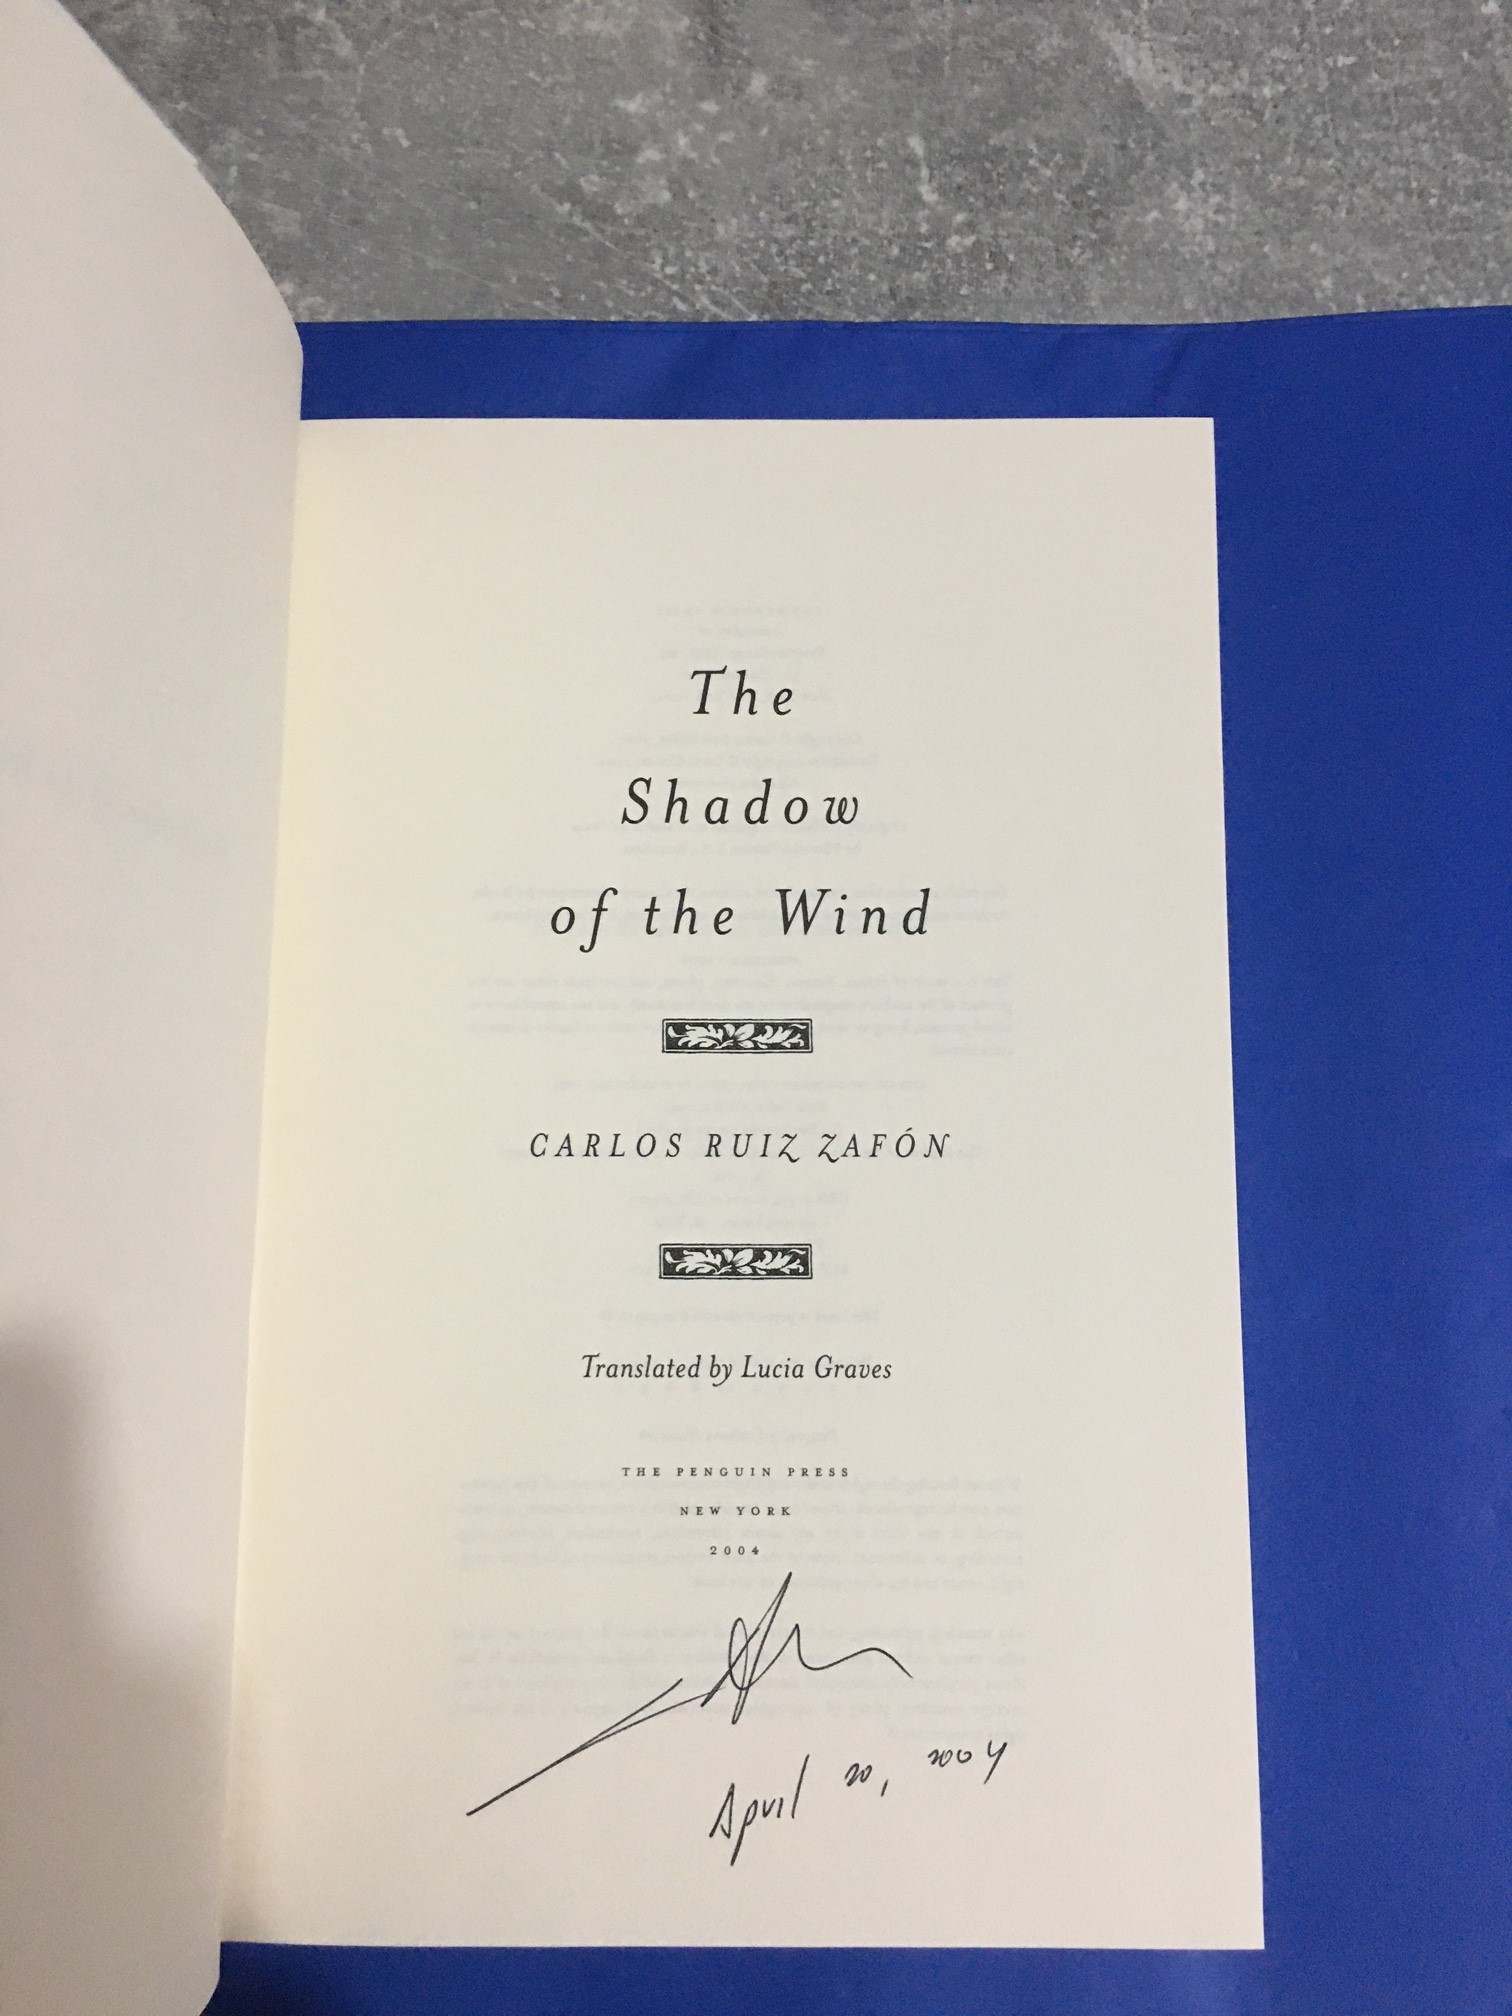 The
Shadow
of the Wind
CARLOS RUIZ ZAFÓN
Translated by Lucia Graves
THE PENGUIN PRESS
NEW YORK
2004
April 20, 2004